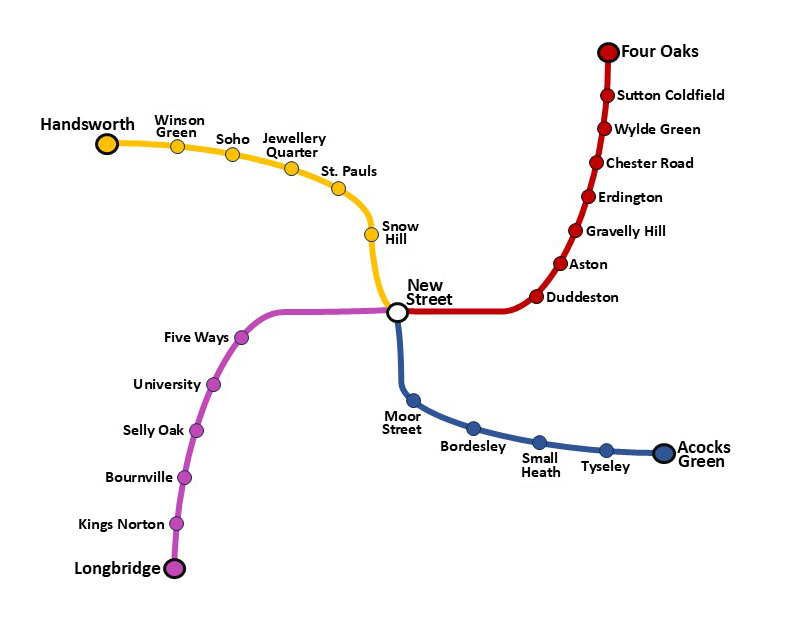 Four Oaks
Sutton Coldfield
Handsworth
Winson
Green
Soho
Jewellery
Quarter
Wylde Green
St. Pauls
Chester Road
Erdington
Snow
Hill
Gravelly Hill
Aston
New
Street
Duddeston
Five Ways
University
Moor
Street
Selly Oak
Bordesley
Small
Heath
Tyseley
Acocks
Green
Bournville
Kings Norton
Longbridge